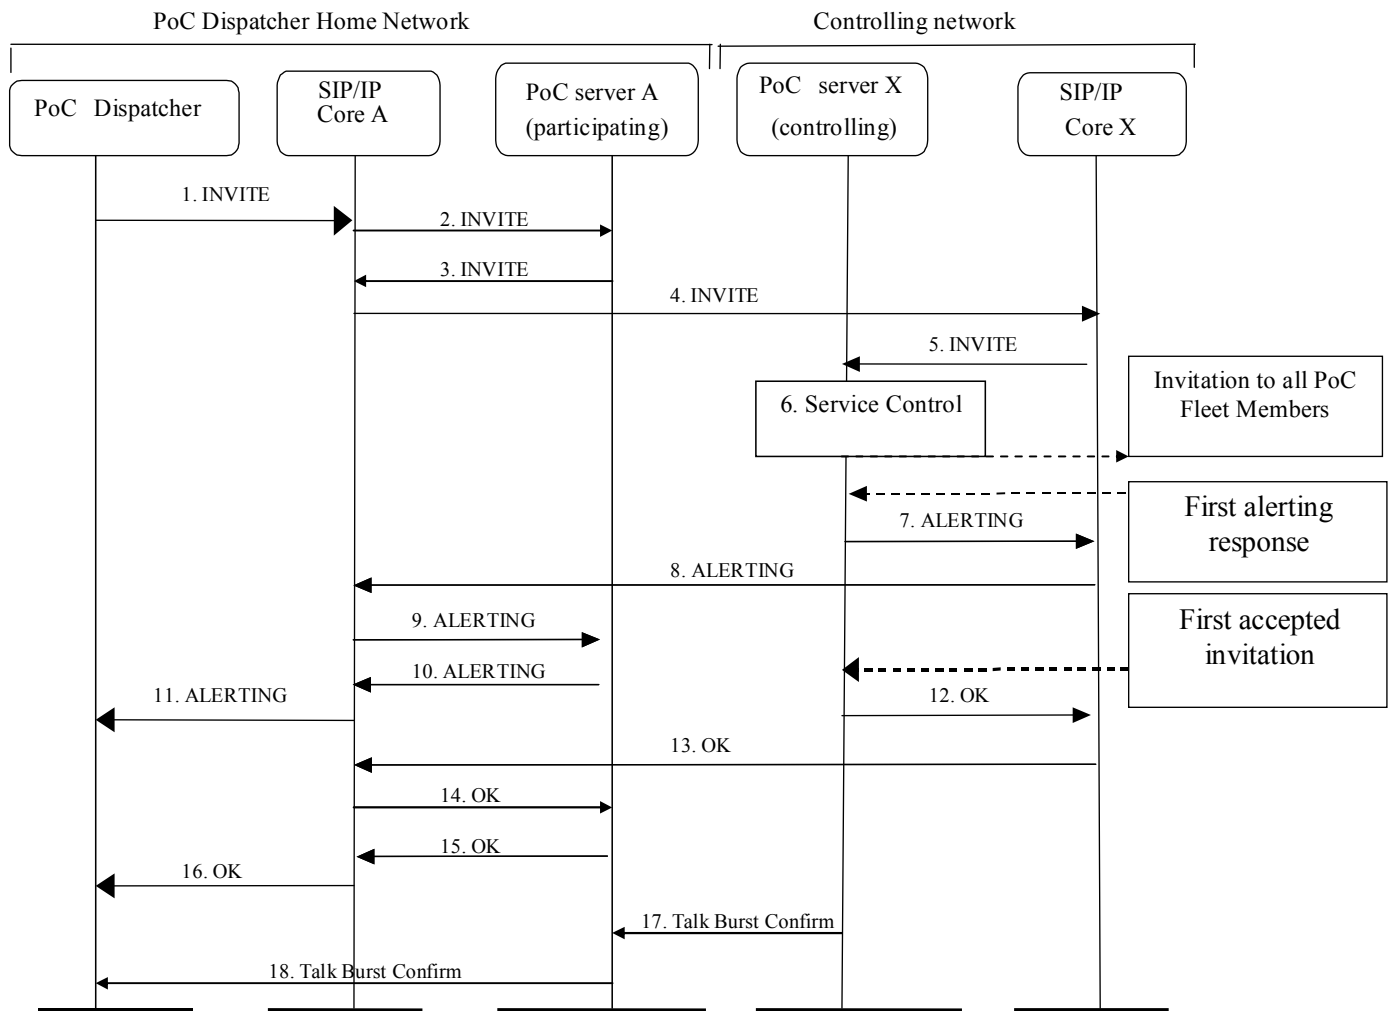 PoC Dispatcher Home Network
Controlling network
PoC Dispatcher
SIP/IP
Core A
PoC server A
(participating)
PoC server X
(controlling)
SIP/IP
Core X
1. INVITE
2. INVITE
3. INVITE
4. INVITE
5. INVITE
Invitation to all PoC
Fleet Members
6. Service Control
First alerting
response
7. ALERTING
8. ALERTING
First accepted
invitation
9. ALERTING
10. ALERTING
11. ALERTING
12. OK
13. OK
14. OK
15. OK
16. OK
17. Talk Burst Confirm
18. Talk Burst Confirm